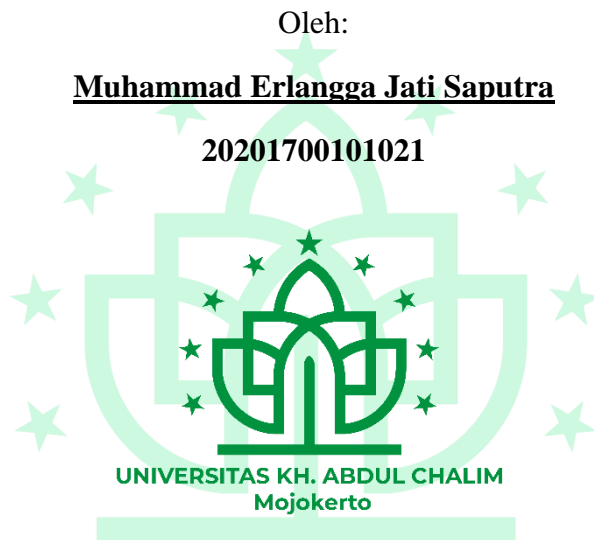 Oleh:
Muhammad Erlangga Jati Saputra
20201700101021
UNIVERSITAS KH. ABDUL CHALIM
Mojokerto